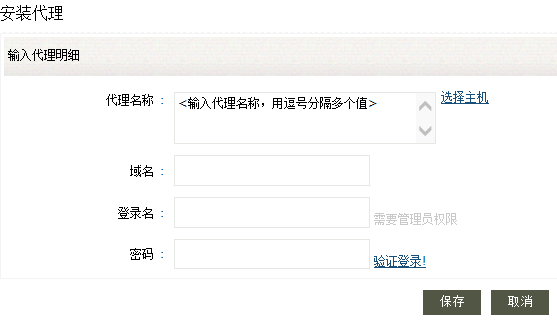 安装代理
输入代理明细
代理名称 : <输入代理名称，用逗号分隔多个值> 选择主机
域名 :
登录名 : 需要管理员权限
密码 : 验证登录!
保存 取消